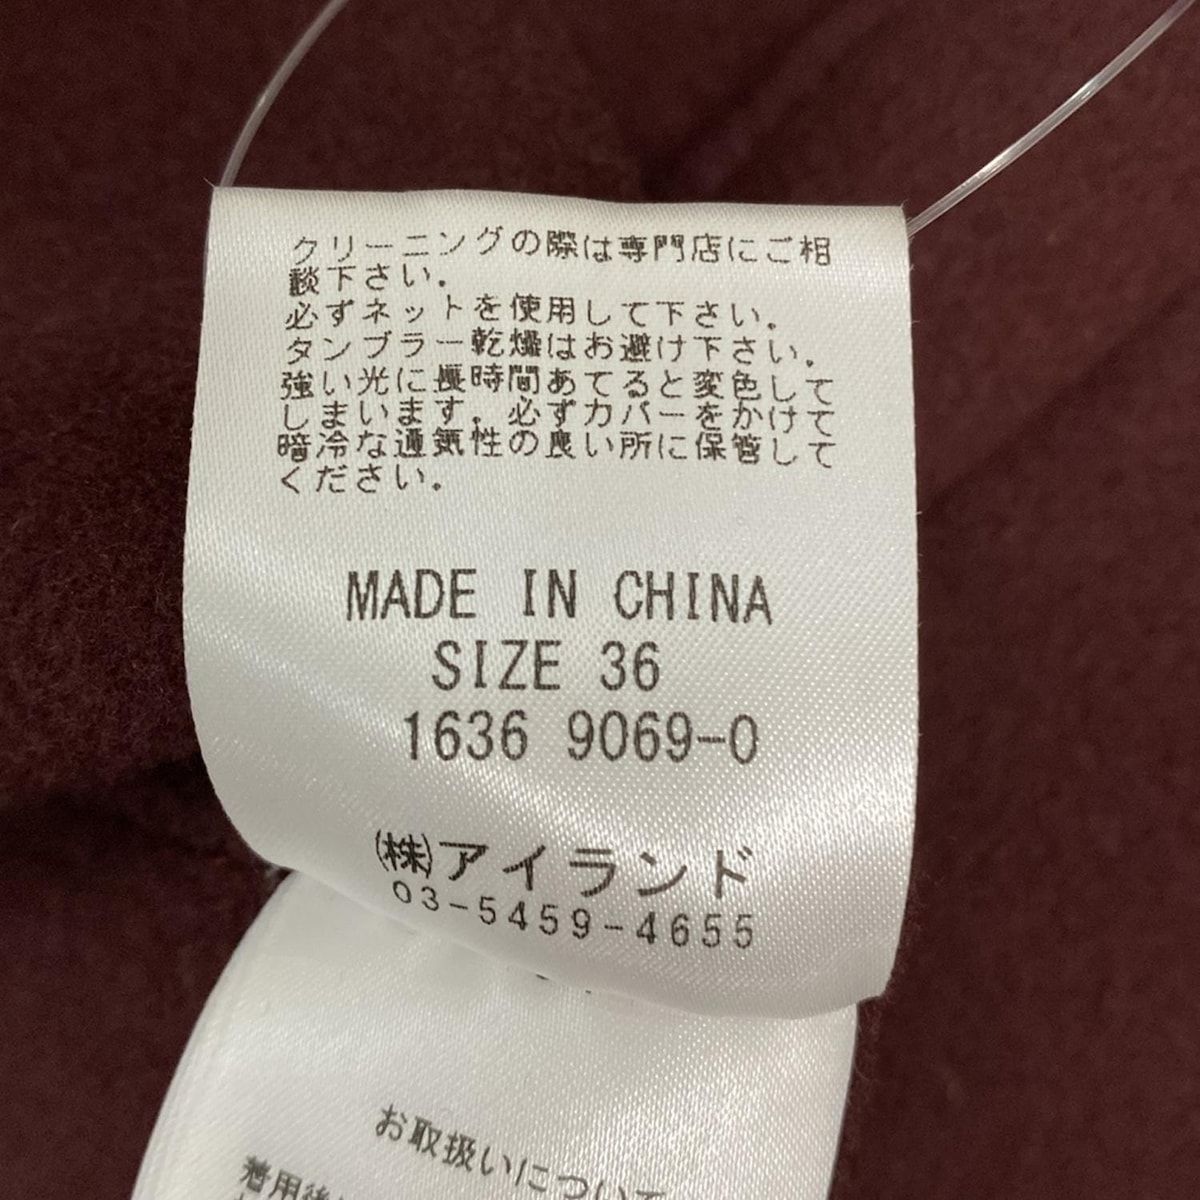 クリーニングの際は専門店にご相
談下さい.
必ずネットを使用して下さい.
タンブラー乾燥はお避け下さい.
強い光に長時間あてると変色して
しまいます. 必ずカバーをかけて
暗冷な通気性の良い所に保管して
ください.
MADE IN CHINA
SIZE 36
1636 9069-0
(株)アイランド
03-5459-4655
お取扱いについて
着用後